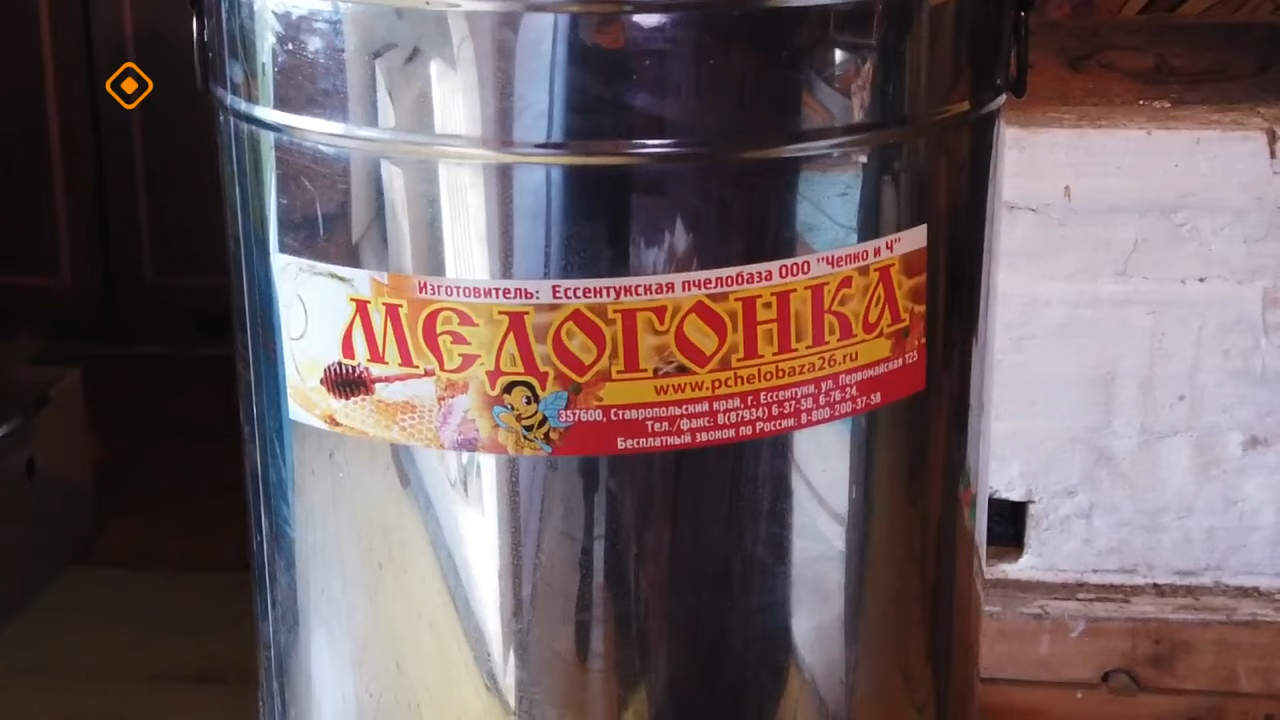 Изготовитель: Ессентукская пчелобаза ООО "Чепко и Ч"
МЕДОГОНКА
www.pchelobaza26.ru
357600, Ставропольский край, г. Ессентуки, ул. Первомайская 125
Тел./факс: 8(87934) 6-37-58, 6-76-24,
Бесплатный звонок по России: 8-800-200-37-58